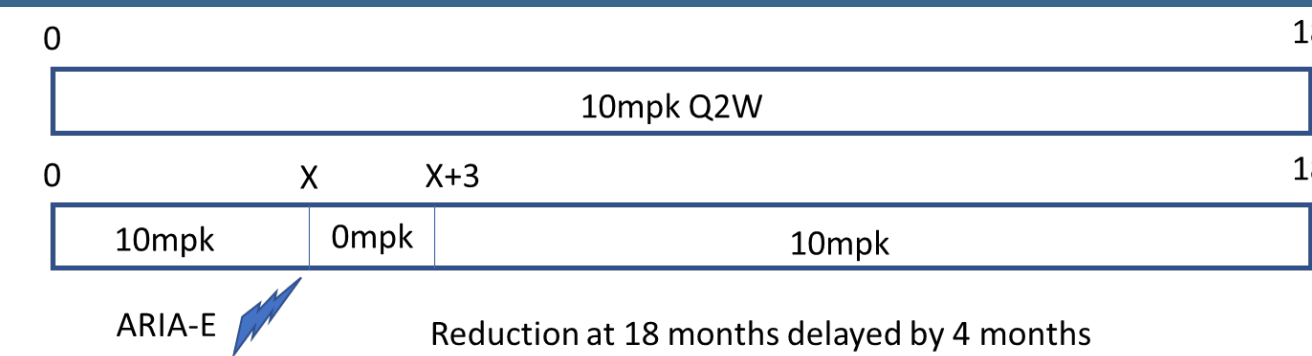 0
10mpk Q2W
0 X X+3
10mpk 0mpk 10mpk
ARIA-E
Reduction at 18 months delayed by 4 months